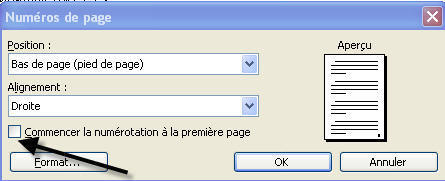 Numéros de page
Position :
Aperçu
Bas de page (pied de page)
Alignement :
Droite
Commencer la numérotation à la première page
Format...
OK
Annuler